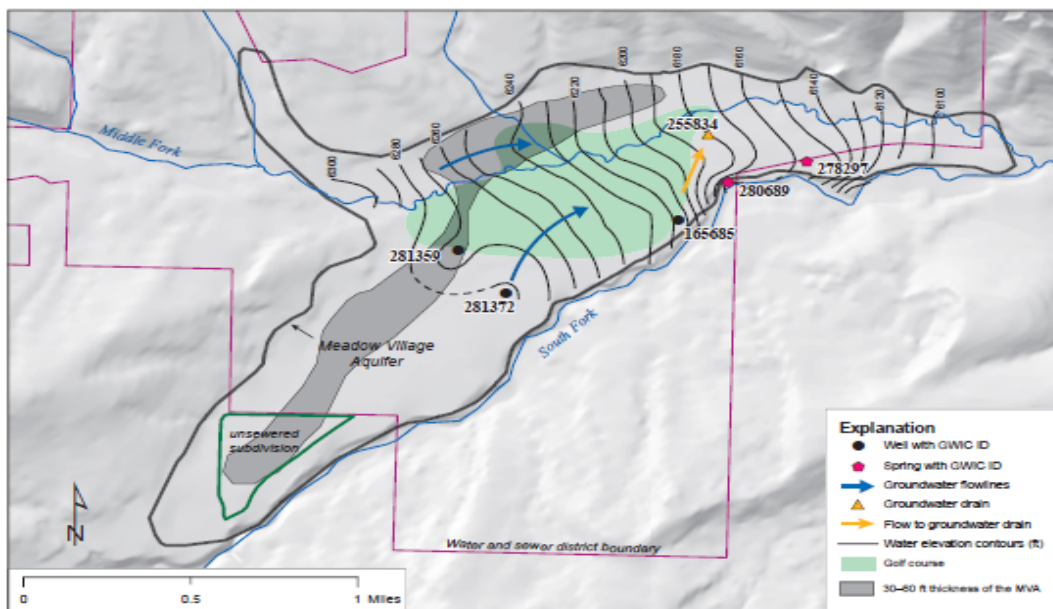 6200
6180
6160
6240
6220
6140
6120
6100
6260
6280
6300
Middle Fork
255834
278297
280689
165685
281359
281372
South Fork
Meadow Village
Aquifer
unsewered
subdivision
N
Water and sewer district boundary
0 0.5 1 Miles
Explanation
Well with GWIC ID
Spring with GWIC ID
Groundwater flowlines
Groundwater drain
Flow to groundwater drain
Water elevation contours (ft)
Golf course
30–60 ft thickness of the MVA